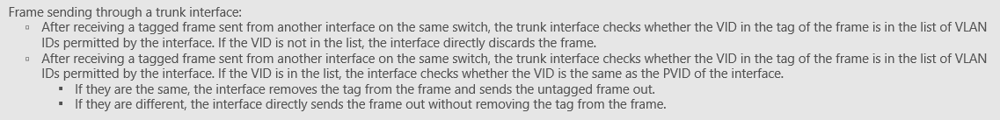 Frame sending through a trunk interface:
▫ After receiving a tagged frame sent from another interface on the same switch, the trunk interface checks whether the VID in the tag of the frame is in the list of VLAN
IDs permitted by the interface. If the VID is not in the list, the interface directly discards the frame.
▫ After receiving a tagged frame sent from another interface on the same switch, the trunk interface checks whether the VID in the tag of the frame is in the list of VLAN
IDs permitted by the interface. If the VID is in the list, the interface checks whether the VID is the same as the PVID of the interface.
▪ If they are the same, the interface removes the tag from the frame and sends the untagged frame out.
▪ If they are different, the interface directly sends the frame out without removing the tag from the frame.